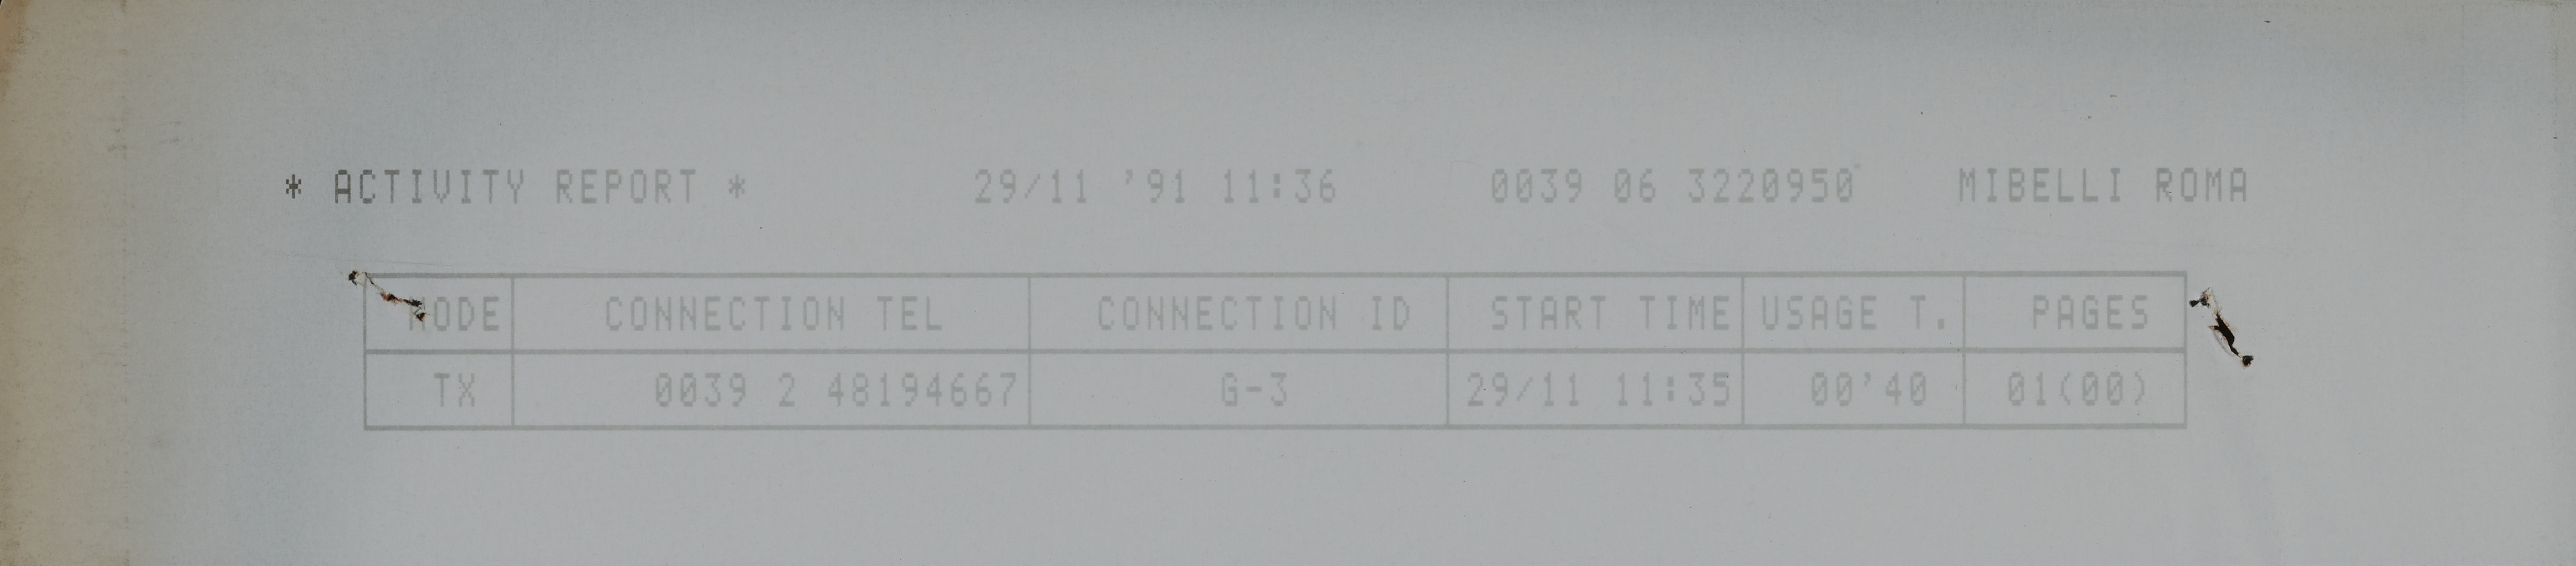 * ACTIVITY REPORT * 29/11 '91 11:36 0039 06 3220950 MIBELLI ROMA
MODE CONNECTION TEL CONNECTION ID START TIME USAGE T. PAGES
TX 0039 2 48194667 G-3 29/11 11:35 00'40 01(00)